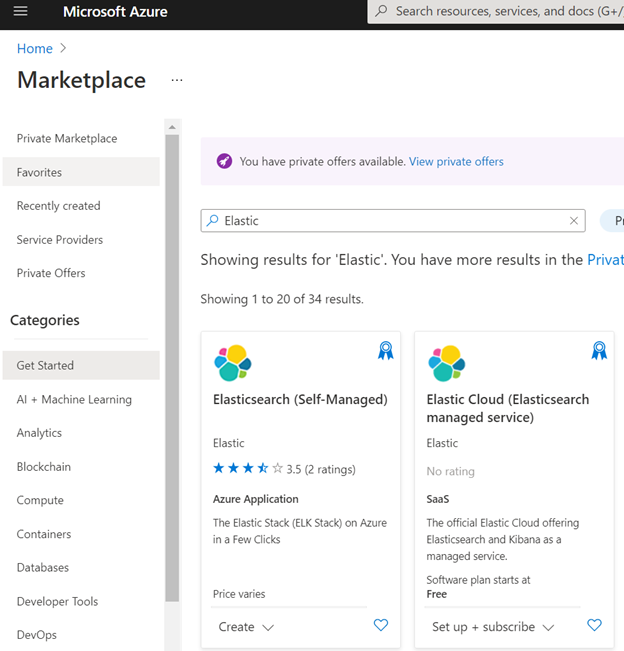 Microsoft Azure
Search resources, services, and docs (G+/
Home >
Marketplace ...
Private Marketplace
Favorites
Recently created
Service Providers
Private Offers
Categories
Get Started
AI + Machine Learning
Analytics
Blockchain
Compute
Containers
Databases
Developer Tools
DevOps
You have private offers available. View private offers
Elastic
Showing results for 'Elastic'. You have more results in the
Showing 1 to 20 of 34 results.
Elasticsearch (Self-Managed)
Elastic
3.5 (2 ratings)
Azure Application
The Elastic Stack (ELK Stack) on Azure
in a Few Clicks
Price varies
Create
Elastic Cloud (Elasticsearch
managed service)
Elastic
No rating
SaaS
The official Elastic Cloud offering
Elasticsearch and Kibana as a
managed service.
Software plan starts at
Free
Set up + subscribe